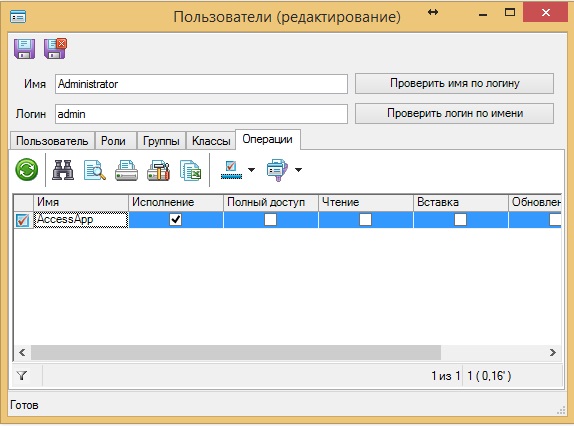 Пользователи (редактирование)
Имя Administrator Проверить имя по логину
Логин admin Проверить логин по имени
Пользователь Роли Группы Классы Операции
Имя Исполнение Полный доступ Чтение Вставка Обновлен
AccessApp
1 из 1 1 ( 0,16' )
Готов